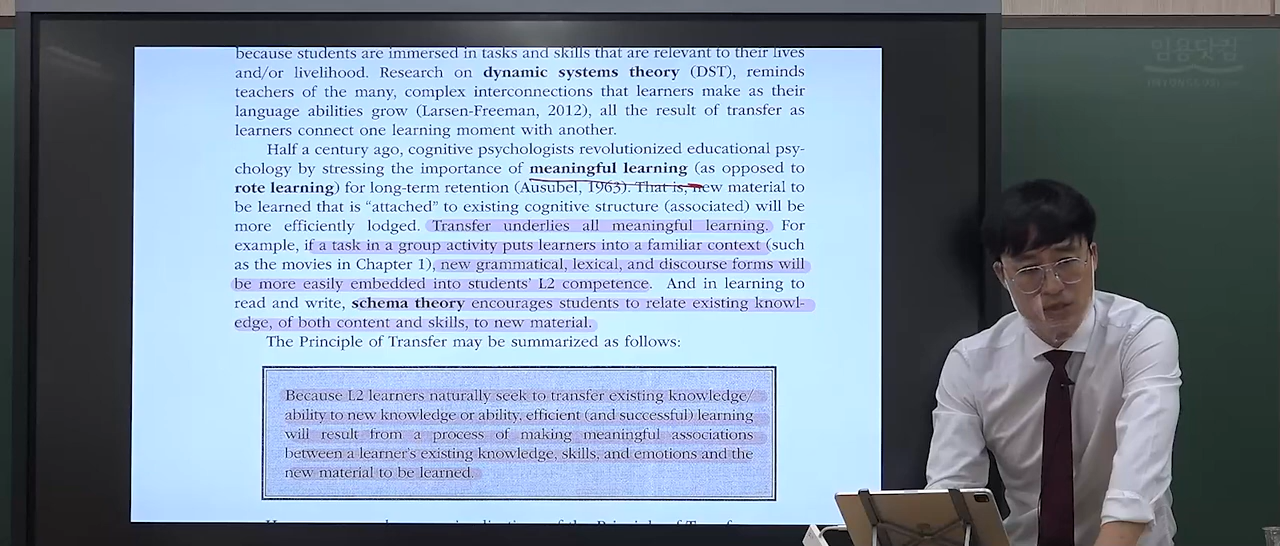 because students are immersed in tasks and skills that are relevant to their lives
and/or livelihood. Research on dynamic systems theory (DST), reminds
teachers of the many, complex interconnections that learners make as their
language abilities grow (Larsen-Freeman, 2012), all the result of transfer as
learners connect one learning moment with another.
Half a century ago, cognitive psychologists revolutionized educational psy-
chology by stressing the importance of meaningful learning (as opposed to
rote learning) for long-term retention (Ausubel, 1963). That is, new material to
be learned that is “attached” to existing cognitive structure (associated) will be
more efficiently lodged. Transfer underlies all meaningful learning. For
example, if a task in a group activity puts learners into a familiar context (such
as the movies in Chapter 1), new grammatical, lexical, and discourse forms will
be more easily embedded into students’ L2 competence. And in learning to
read and write, schema theory encourages students to relate existing knowl-
edge, of both content and skills, to new material.
The Principle of Transfer may be summarized as follows:
Because L2 learners naturally seek to transfer existing knowledge/
ability to new knowledge or ability, efficient (and successful) learning
will result from a process of making meaningful associations
between a learner's existing knowledge, skills, and emotions and the
new material to be learned.
임용닷컴